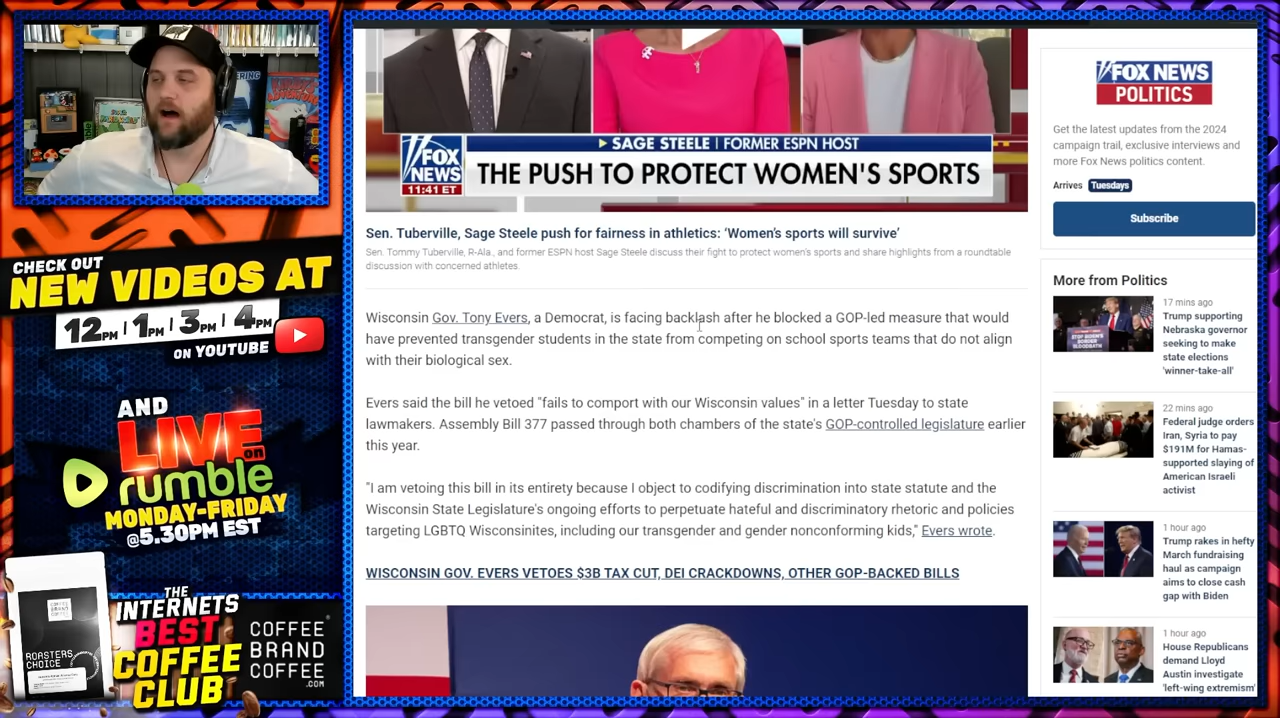 CHECK OUT
NEW VIDEOS AT
12PM | 1PM | 3PM | 4PM
ON YOUTUBE
AND
LIVE on
rumble
MONDAY-FRIDAY
@5.30PM EST
ROASTERS
CHOICE
THE
INTERNETS
BEST
COFFEE
CLUB
COFFEE
BRAND
COFFEE
.COM
FOX
NEWS
11:41 ET
SAGE STEELE | FORMER ESPN HOST
THE PUSH TO PROTECT WOMEN'S SPORTS
Sen. Tuberville, Sage Steele push for fairness in athletics: ‘Women’s sports will survive’
Sen. Tommy Tuberville, R-Ala., and former ESPN host Sage Steele discuss their fight to protect women's sports and share highlights from a roundtable
discussion with concerned athletes.
Wisconsin Gov. Tony Evers, a Democrat, is facing backlash after he blocked a GOP-led measure that would
have prevented transgender students in the state from competing on school sports teams that do not align
with their biological sex.
Evers said the bill he vetoed "fails to comport with our Wisconsin values" in a letter Tuesday to state
lawmakers. Assembly Bill 377 passed through both chambers of the state's GOP-controlled legislature earlier
this year.
"I am vetoing this bill in its entirety because I object to codifying discrimination into state statute and the
Wisconsin State Legislature's ongoing efforts to perpetuate hateful and discriminatory rhetoric and policies
targeting LGBTQ Wisconsinites, including our transgender and gender nonconforming kids," Evers wrote.
WISCONSIN GOV. EVERS VETOES $3B TAX CUT, DEI CRACKDOWNS, OTHER GOP-BACKED BILLS
FOX NEWS
POLITICS
Get the latest updates from the 2024
campaign trail, exclusive interviews and
more Fox News politics content.
Arrives Tuesdays
Subscribe
More from Politics
17 mins ago
Trump supporting
Nebraska governor
seeking to make
state elections
'winner-take-all'
22 mins ago
Federal judge orders
Iran, Syria to pay
$191M for Hamas-
supported slaying of
American Israeli
activist
1 hour ago
Trump rakes in hefty
March fundraising
haul as campaign
aims to close cash
gap with Biden
1 hour ago
House Republicans
demand Lloyd
Austin investigate
'left-wing extremism'